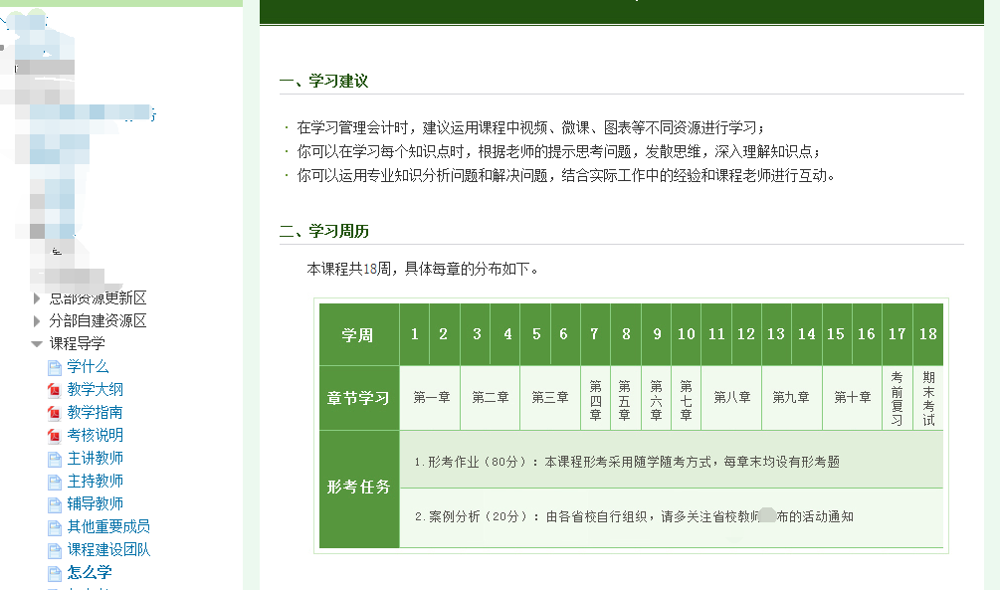 总部资源更新区
分部自建资源区
课程导学
学什么
教学大纲
教学指南
考核说明
主讲教师
主持教师
辅导教师
其他重要成员
课程建设团队
怎么学
一、学习建议
· 在学习管理会计时，建议运用课程中视频、微课、图表等不同资源进行学习；
· 你可以在学习每个知识点时，根据老师的提示思考问题，发散思维，深入理解知识点；
· 你可以运用专业知识分析问题和解决问题，结合实际工作中的经验和课程老师进行互动。
二、学习周历
本课程共18周，具体每章的分布如下。
学周 1 2 3 4 5 6 7 8 9 10 11 12 13 14 15 16 17 18
章节学习 第一章 第二章 第三章 第四章 第五章 第六章 第七章 第八章 第九章 第十章 考前复习 期末考试
形考任务
1.形考作业（80分）：本课程形考采用随学随考方式，每章末均设有形考题
2.案例分析（20分）：由各省校自行组织，请多关注省校教师 布的活动通知